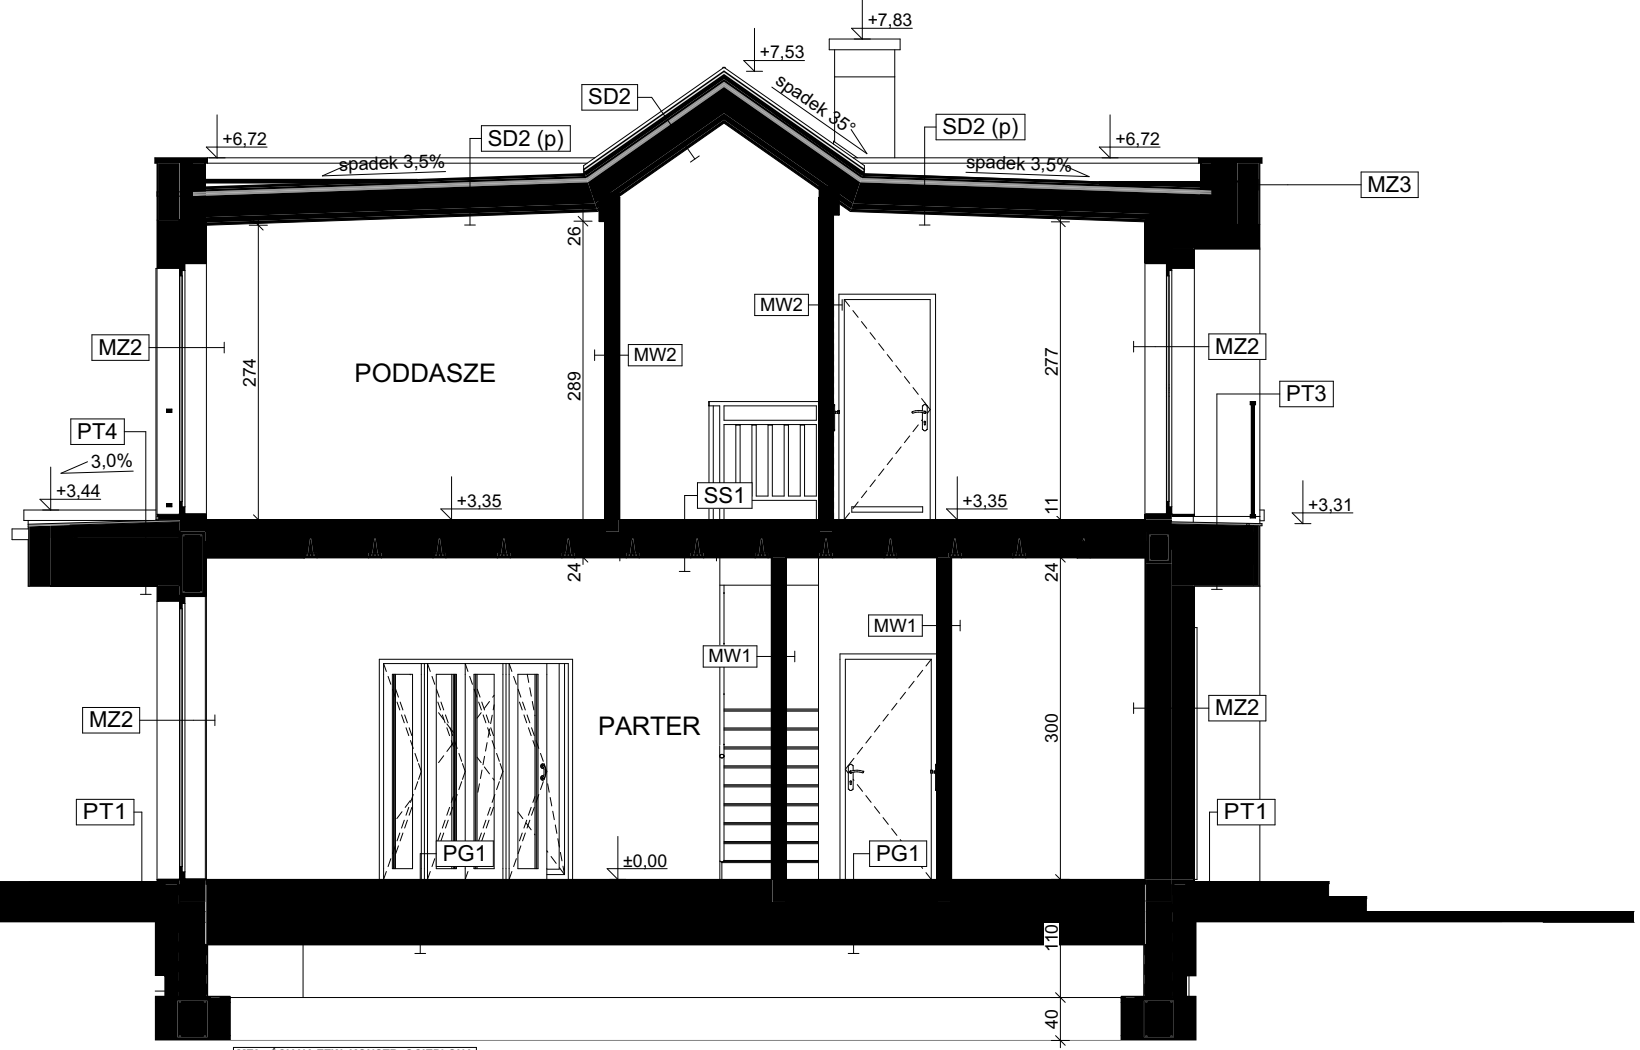 +7,83
+7,53
SD2
spadek 35°
+6,72
SD2 (p)
SD2 (p)
+6,72
spadek 3,5%
spadek 3,5%
MZ3
26
MW2
MZ2
274
PODDASZE
289
MW2
277
MZ2
PT3
PT4
3,0%
+3,44
+3,35
SS1
+3,35
11
+3,31
24
24
MW1
MW1
MZ2
PARTER
300
MZ2
PT1
PT1
PG1
±0,00
PG1
110
40